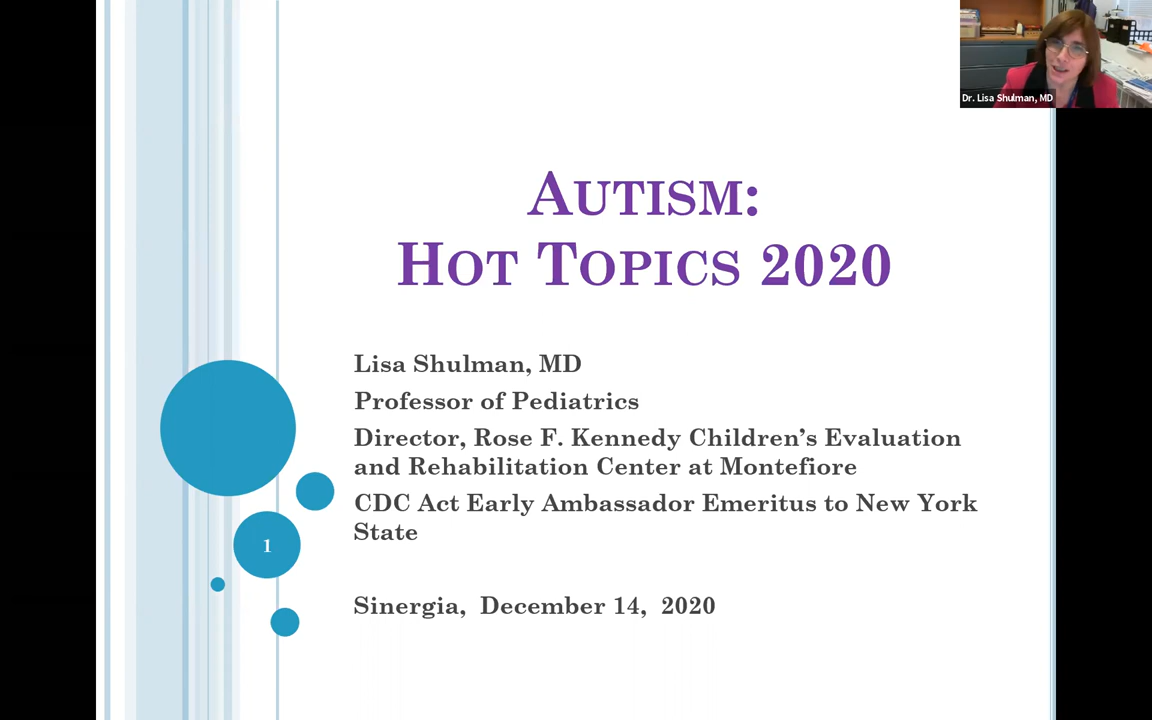 Dr. Lisa Shulman, MD
AUTISM:
HOT TOPICS 2020
Lisa Shulman, MD
Professor of Pediatrics
Director, Rose F. Kennedy Children’s Evaluation
and Rehabilitation Center at Montefiore
CDC Act Early Ambassador Emeritus to New York
State
1
Sinergia, December 14, 2020